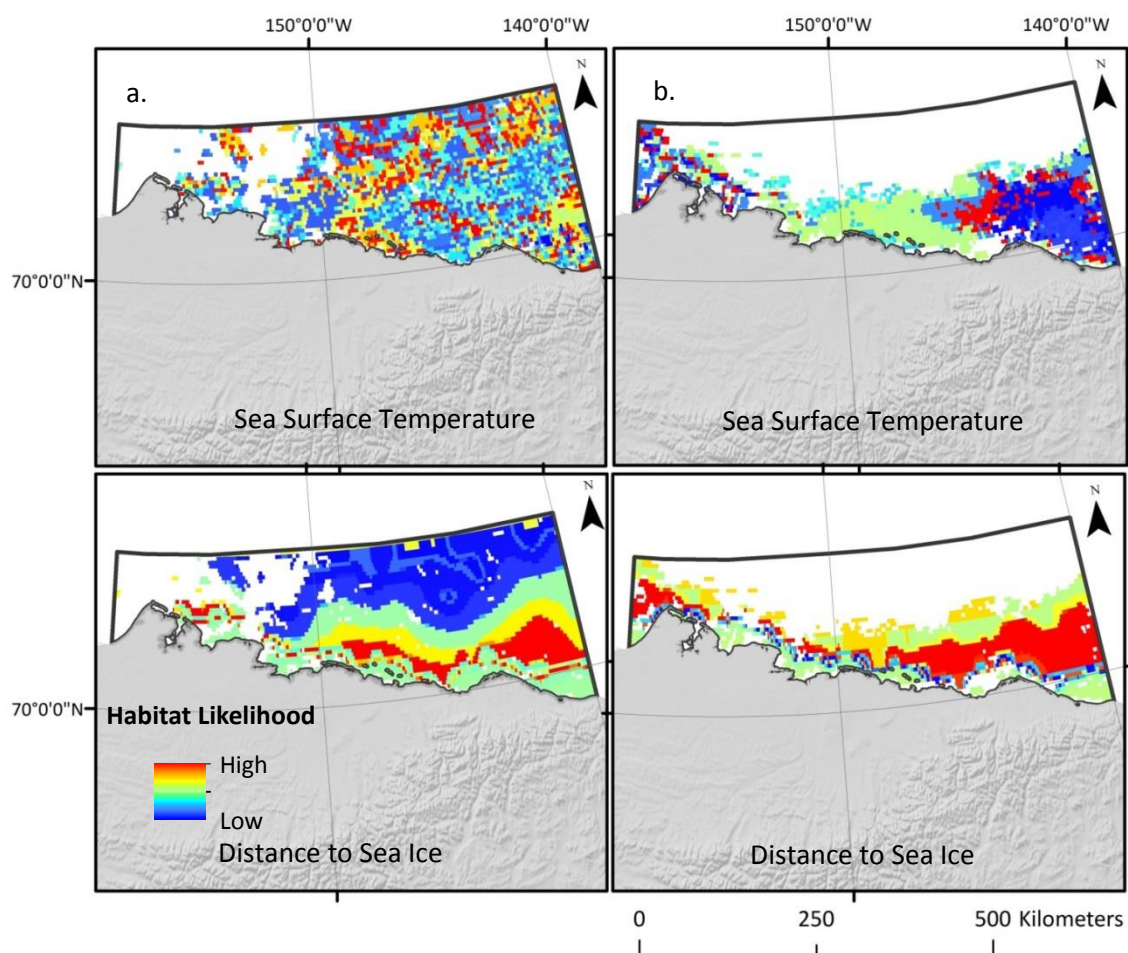 150°0'0"W 140°0'0"W 150°0'0"W 140°0'0"W
a. N b. N
70°0'0"N
Sea Surface Temperature Sea Surface Temperature
N N
70°0'0"N
Habitat Likelihood
High
Low
Distance to Sea Ice Distance to Sea Ice
0 250 500 Kilometers